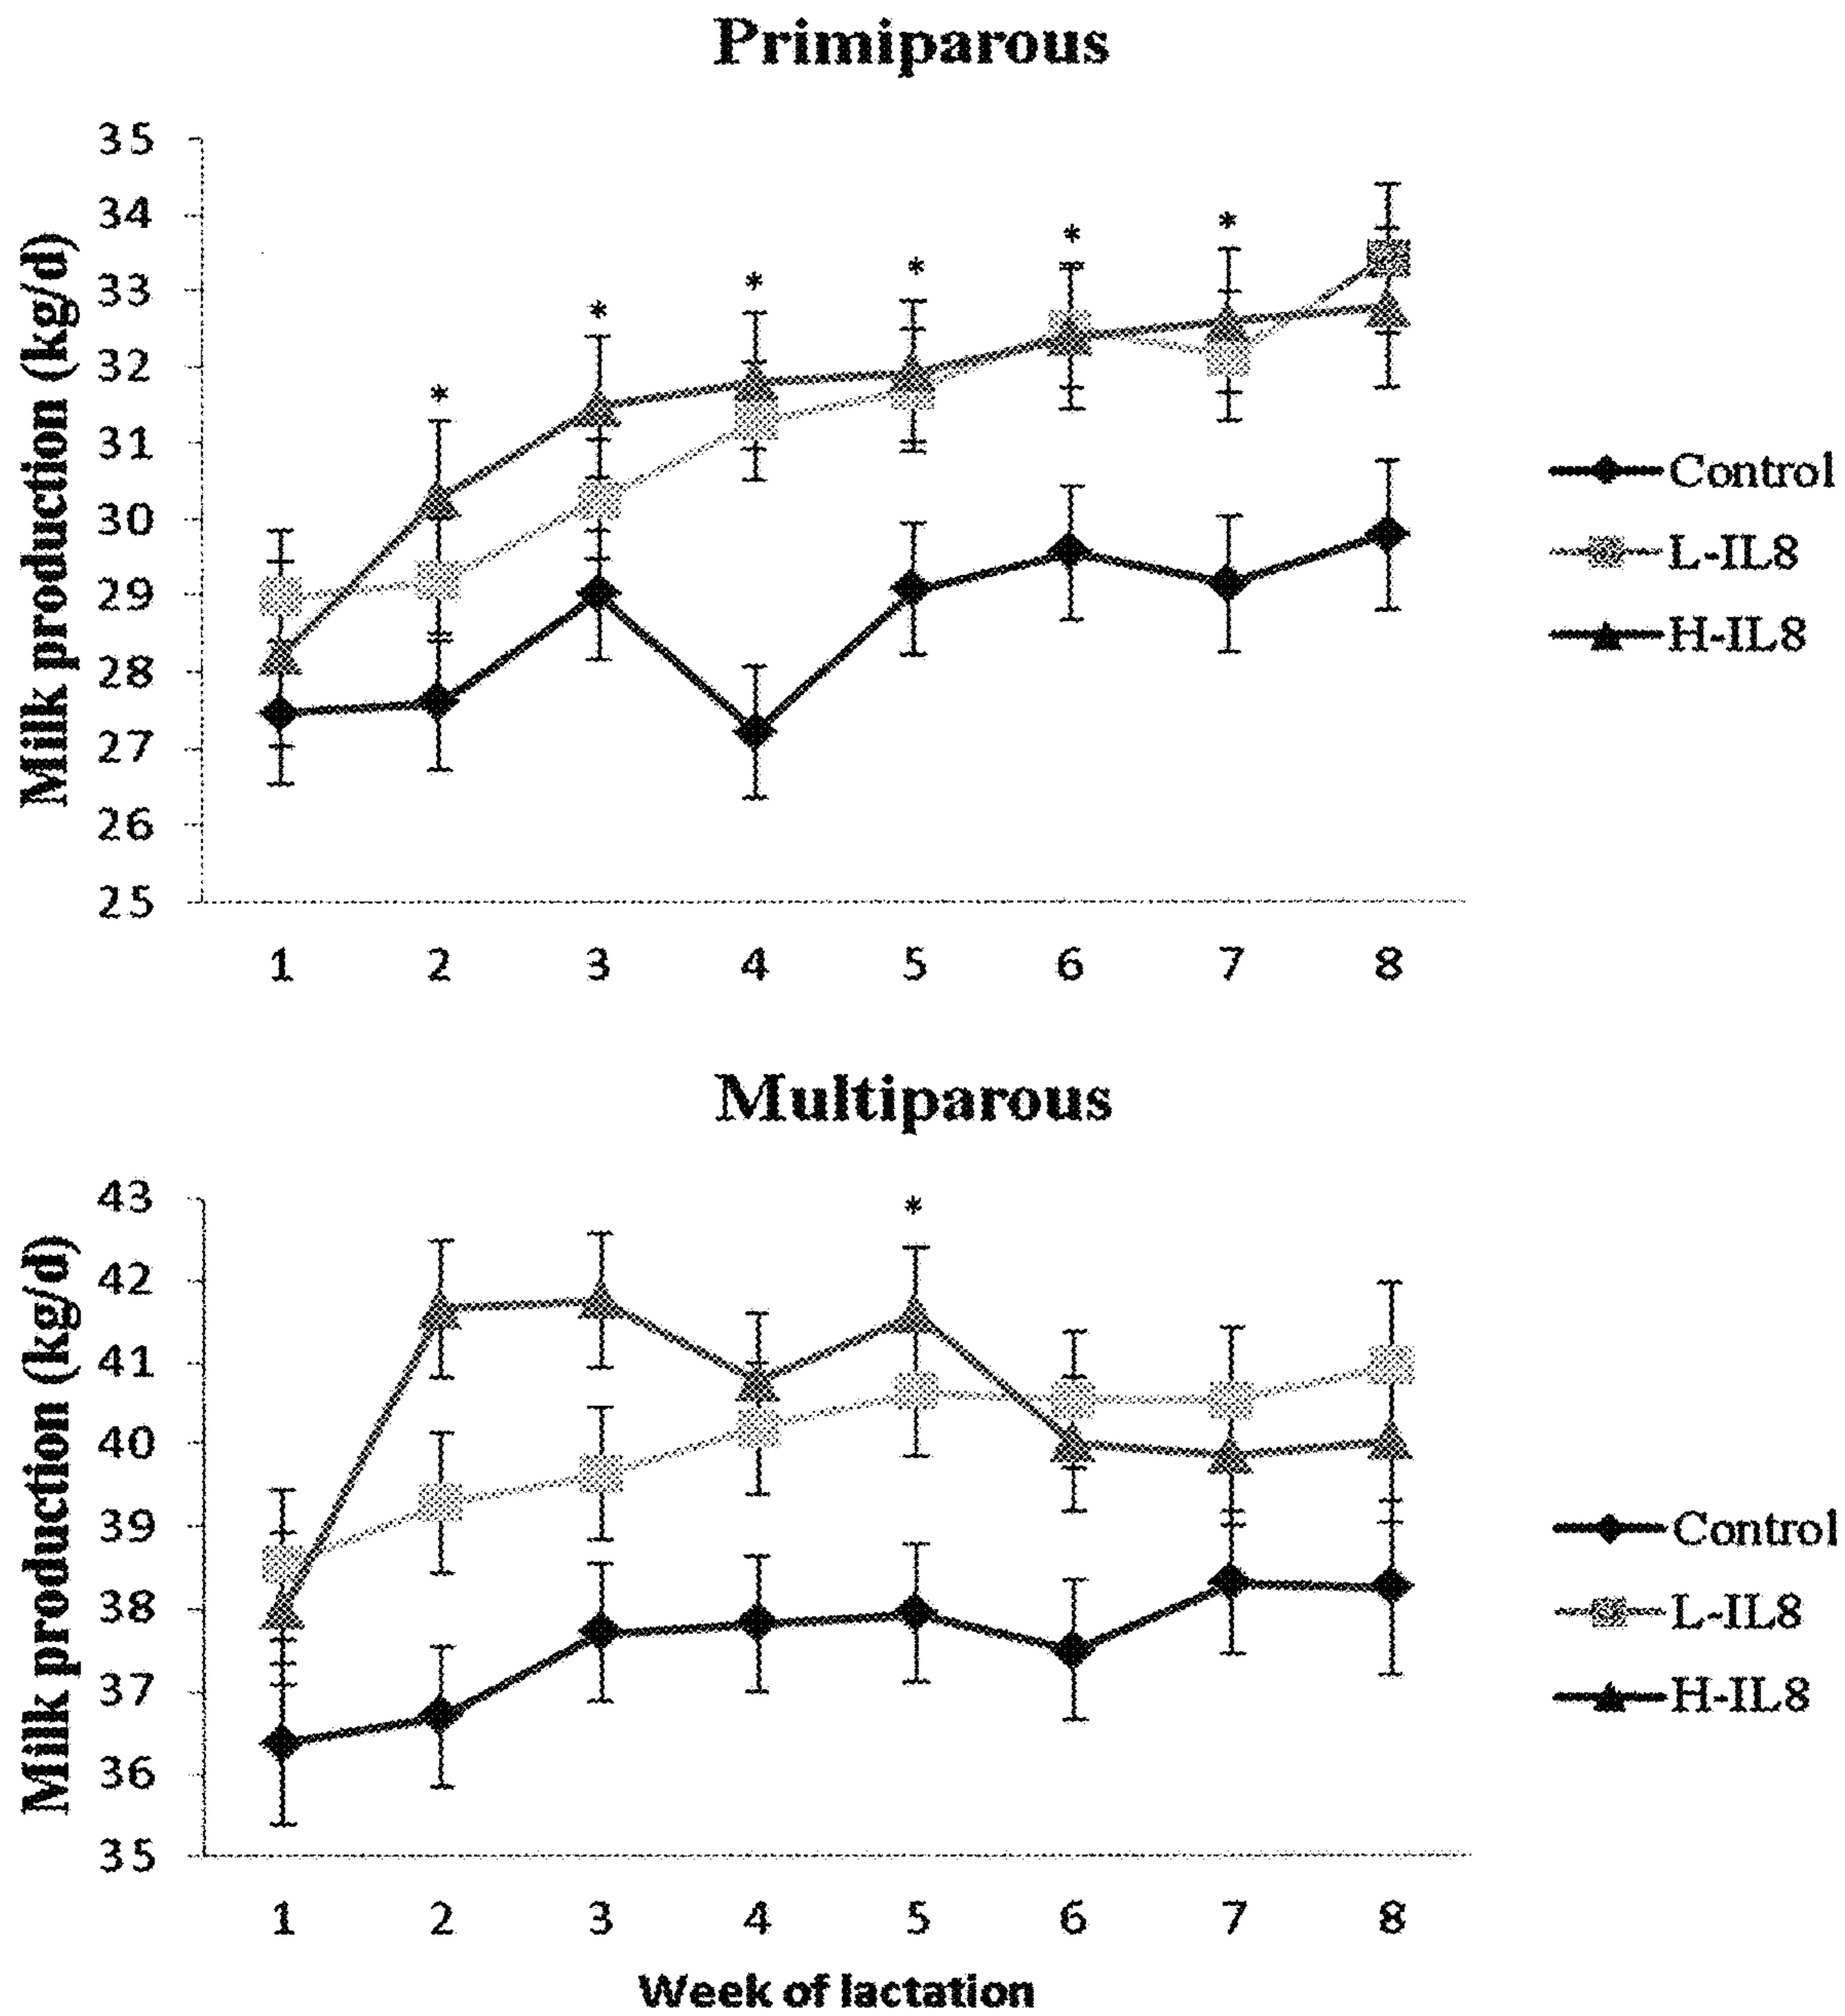 Primiparous
Milk production (kg/d)
35
34
33
32
31
30
29
28
27
26
25
* * * * * *
1 2 3 4 5 6 7 8
Control
L-IL8
H-IL8
Multiparous
Milk production (kg/d)
43
42
41
40
39
38
37
36
35
*
1 2 3 4 5 6 7 8
Week of lactation
Control
L-IL8
H-IL8